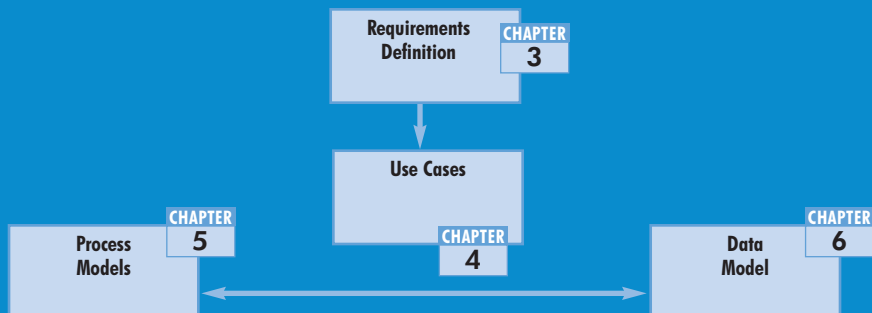 Requirements
Definition
CHAPTER
3
Use Cases
CHAPTER
4
Process
Models
CHAPTER
5
Data
Model
CHAPTER
6